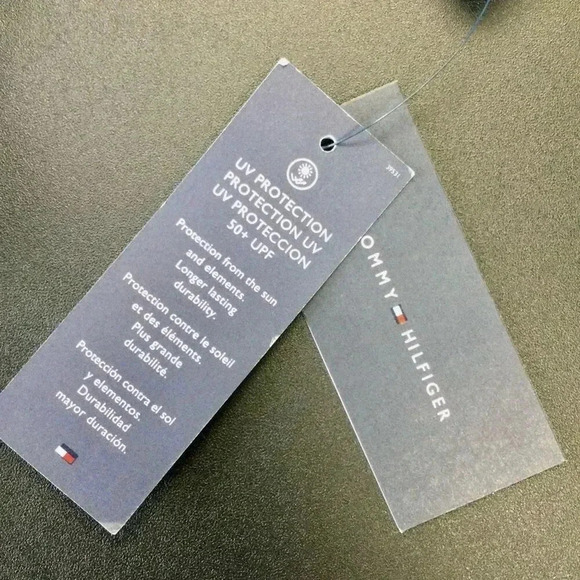 UV PROTECTION
PROTECTION UV
UV PROTECCION
50+ UPF
Protection from the sun
and elements.
Longer lasting
durability.
Protection contre le soleil
et des éléments.
Plus grande
durabilité.
Protección contra el sol
y elementos.
Durabilidad
mayor duración.
OMMY HILFIGER